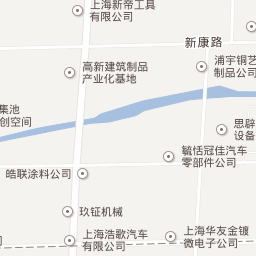 上海新帝工具
有限公司
新康路
浦宇铜艺
制品公司
高新建筑制品
产业化基地
集池
创空间
思辟
设备
毓恬冠佳汽车
零部件公司
皓联涂料公司
玖钲机械
上海浩歌汽车
有限公司
上海华友金镀
微电子公司